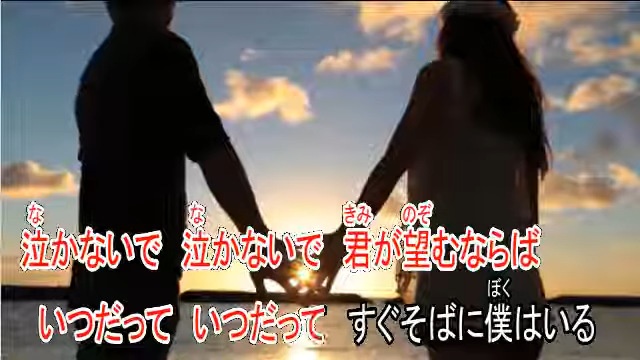 な な きみ のぞ
泣かないで 泣かないで 君が望むならば
ぼく
いつだって いつだって すぐそばに僕はいる